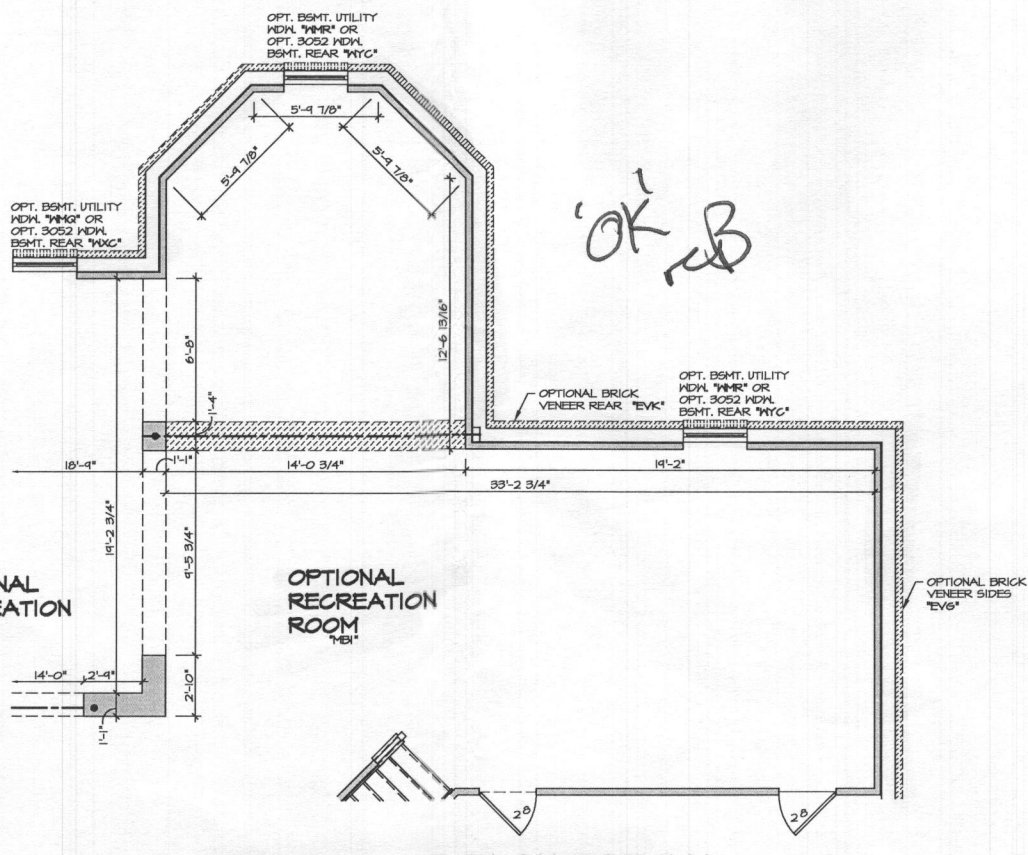 OPT. BSMT. UTILITY
WDW. "WMR" OR
OPT. 3052 WDW.
BSMT. REAR "WYC"
5'-9 7/8"
5'-9 7/8"
5'-9 7/8"
OPT. BSMT. UTILITY
WDW. "WMQ" OR
OPT. 3052 WDW.
BSMT. REAR "WXC"
'OK'
12'-6 13/16"
6'-8"
OPT. BSMT. UTILITY
WDW. "WMR" OR
OPT. 3052 WDW.
BSMT. REAR "WYC"
OPTIONAL BRICK
VENEER REAR "EVK"
1'-4"
18'-9"
1'-1"
14'-0 3/4"
19'-2"
33'-2 3/4"
19'-2 3/4"
9'-5 3/4"
NAL
EATION
OPTIONAL
RECREATION
ROOM
"MB1"
OPTIONAL BRICK
VENEER SIDES
"EVG"
14'-0"
2'-9"
2'-10"
1'-1"
2⁸
2⁸